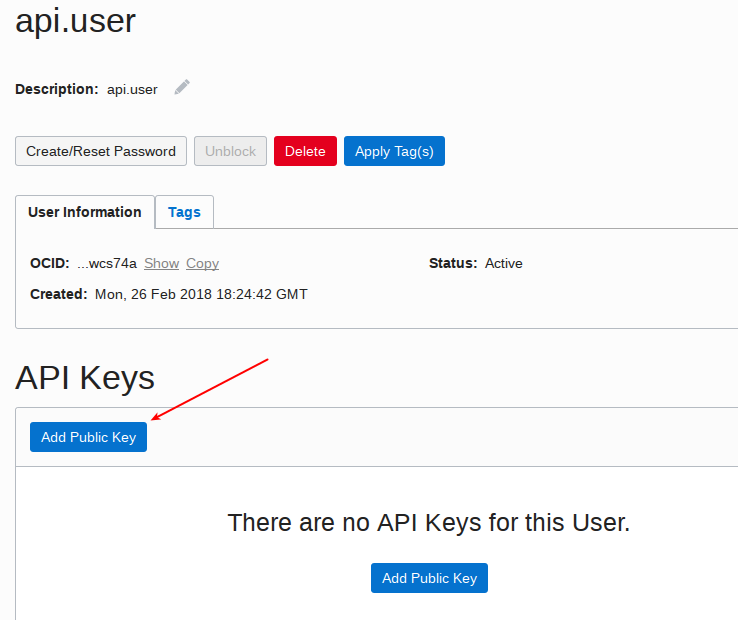 api.user
Description: api.user
Create/Reset Password Unblock Delete Apply Tag(s)
User Information Tags
OCID: ...wcs74a Show Copy Status: Active
Created: Mon, 26 Feb 2018 18:24:42 GMT
API Keys
Add Public Key
There are no API Keys for this User.
Add Public Key